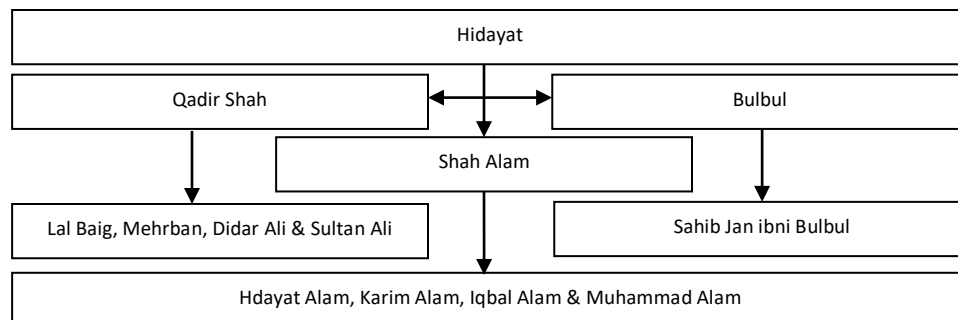 Hidayat
Qadir Shah
Bulbul
Shah Alam
Lal Baig, Mehrban, Didar Ali & Sultan Ali
Sahib Jan ibni Bulbul
Hdayat Alam, Karim Alam, Iqbal Alam & Muhammad Alam